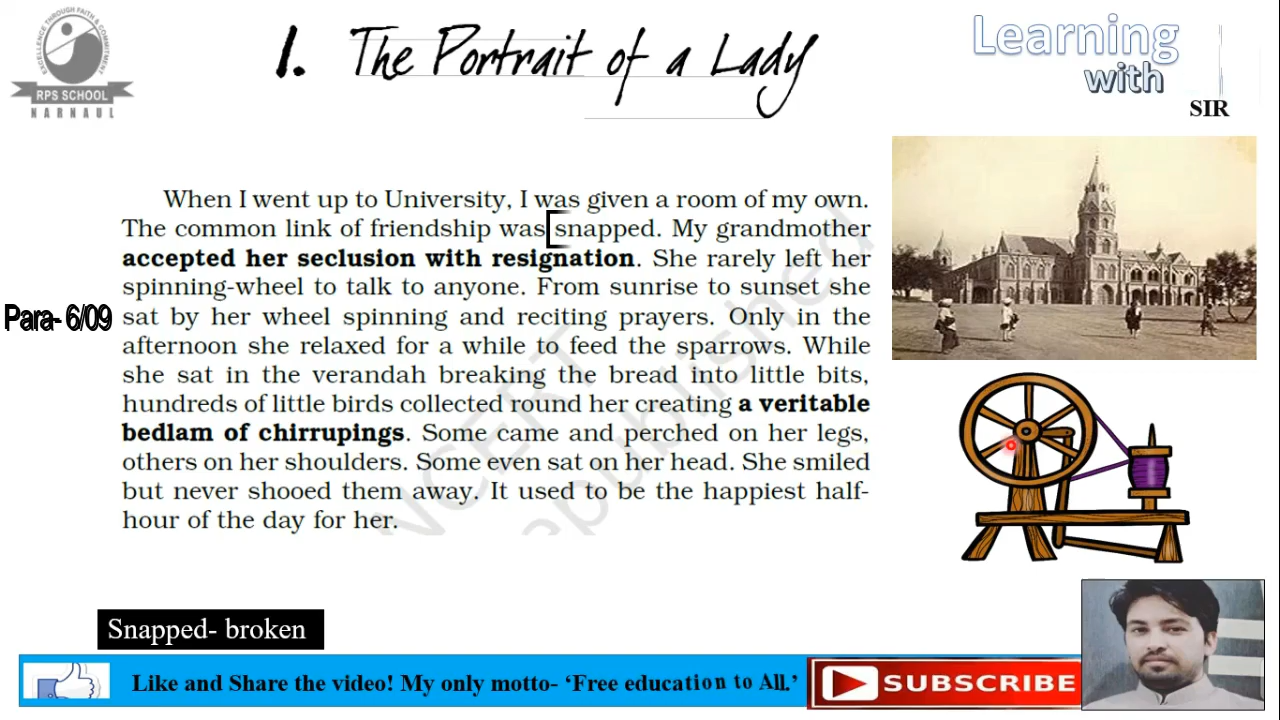 EXCELLENCE THROUGH FAITH & COMMITMENT
RPS SCHOOL
NARNAUL
1. The Portrait of a Lady
Learning
with
SIR
When I went up to University, I was given a room of my own.
The common link of friendship was snapped. My grandmother
accepted her seclusion with resignation. She rarely left her
spinning-wheel to talk to anyone. From sunrise to sunset she
sat by her wheel spinning and reciting prayers. Only in the
afternoon she relaxed for a while to feed the sparrows. While
she sat in the verandah breaking the bread into little bits,
hundreds of little birds collected round her creating a veritable
bedlam of chirrupings. Some came and perched on her legs,
others on her shoulders. Some even sat on her head. She smiled
but never shooed them away. It used to be the happiest half-
hour of the day for her.
Para- 6/09
NCERT
republished
Snapped- broken
Like and Share the video! My only motto- ‘Free education to All.’
SUBSCRIBE